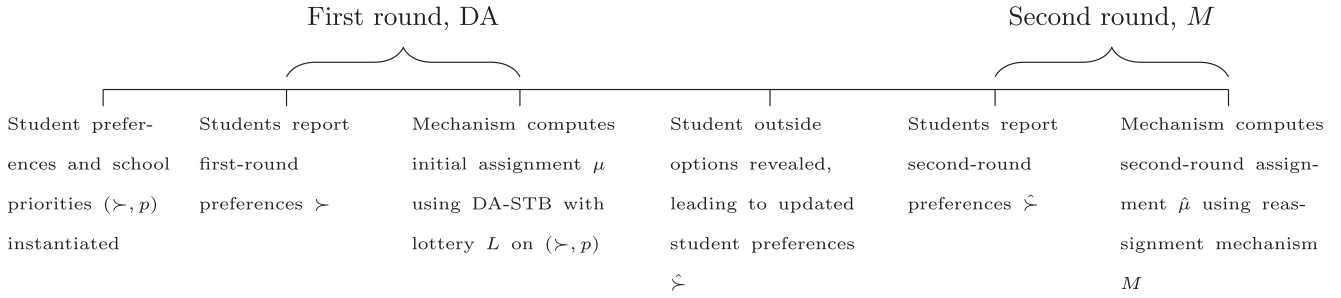 First round, DA
Second round, M
Student prefer-
ences and school
priorities (≻, p)
instantiated
Students report
first-round
preferences ≻
Mechanism computes
initial assignment μ
using DA-STB with
lottery L on (≻, p)
Student outside
options revealed,
leading to updated
student preferences
≻̂
Students report
second-round
preferences ≻̂
Mechanism computes
second-round assign-
ment μ̂ using reas-
signment mechanism
M